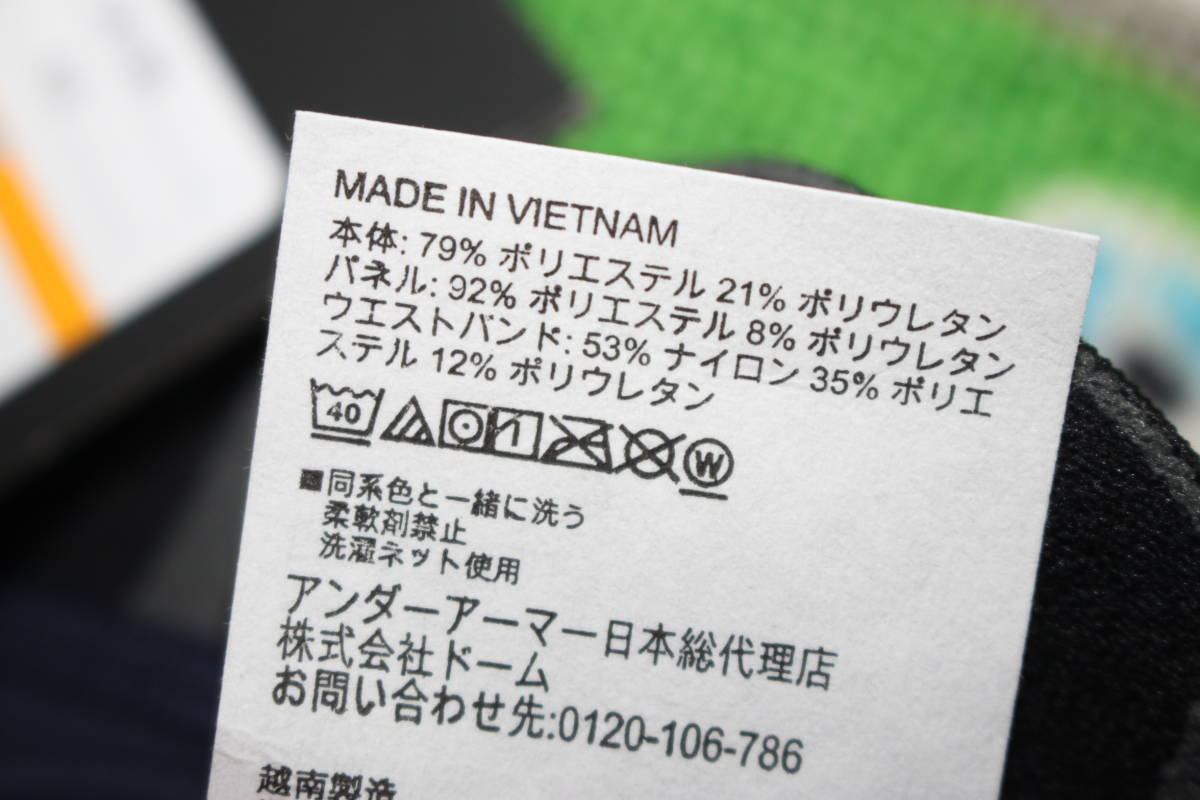 MADE IN VIETNAM
本体: 79% ポリエステル 21% ポリウレタン
パネル: 92% ポリエステル 8% ポリウレタン
ウエストバンド: 53% ナイロン 35% ポリエ
ステル 12% ポリウレタン
40 W
■同系色と一緒に洗う
柔軟剤禁止
洗濯ネット使用
アンダーアーマー日本総代理店
株式会社ドーム
お問い合わせ先:0120-106-786
越南製造